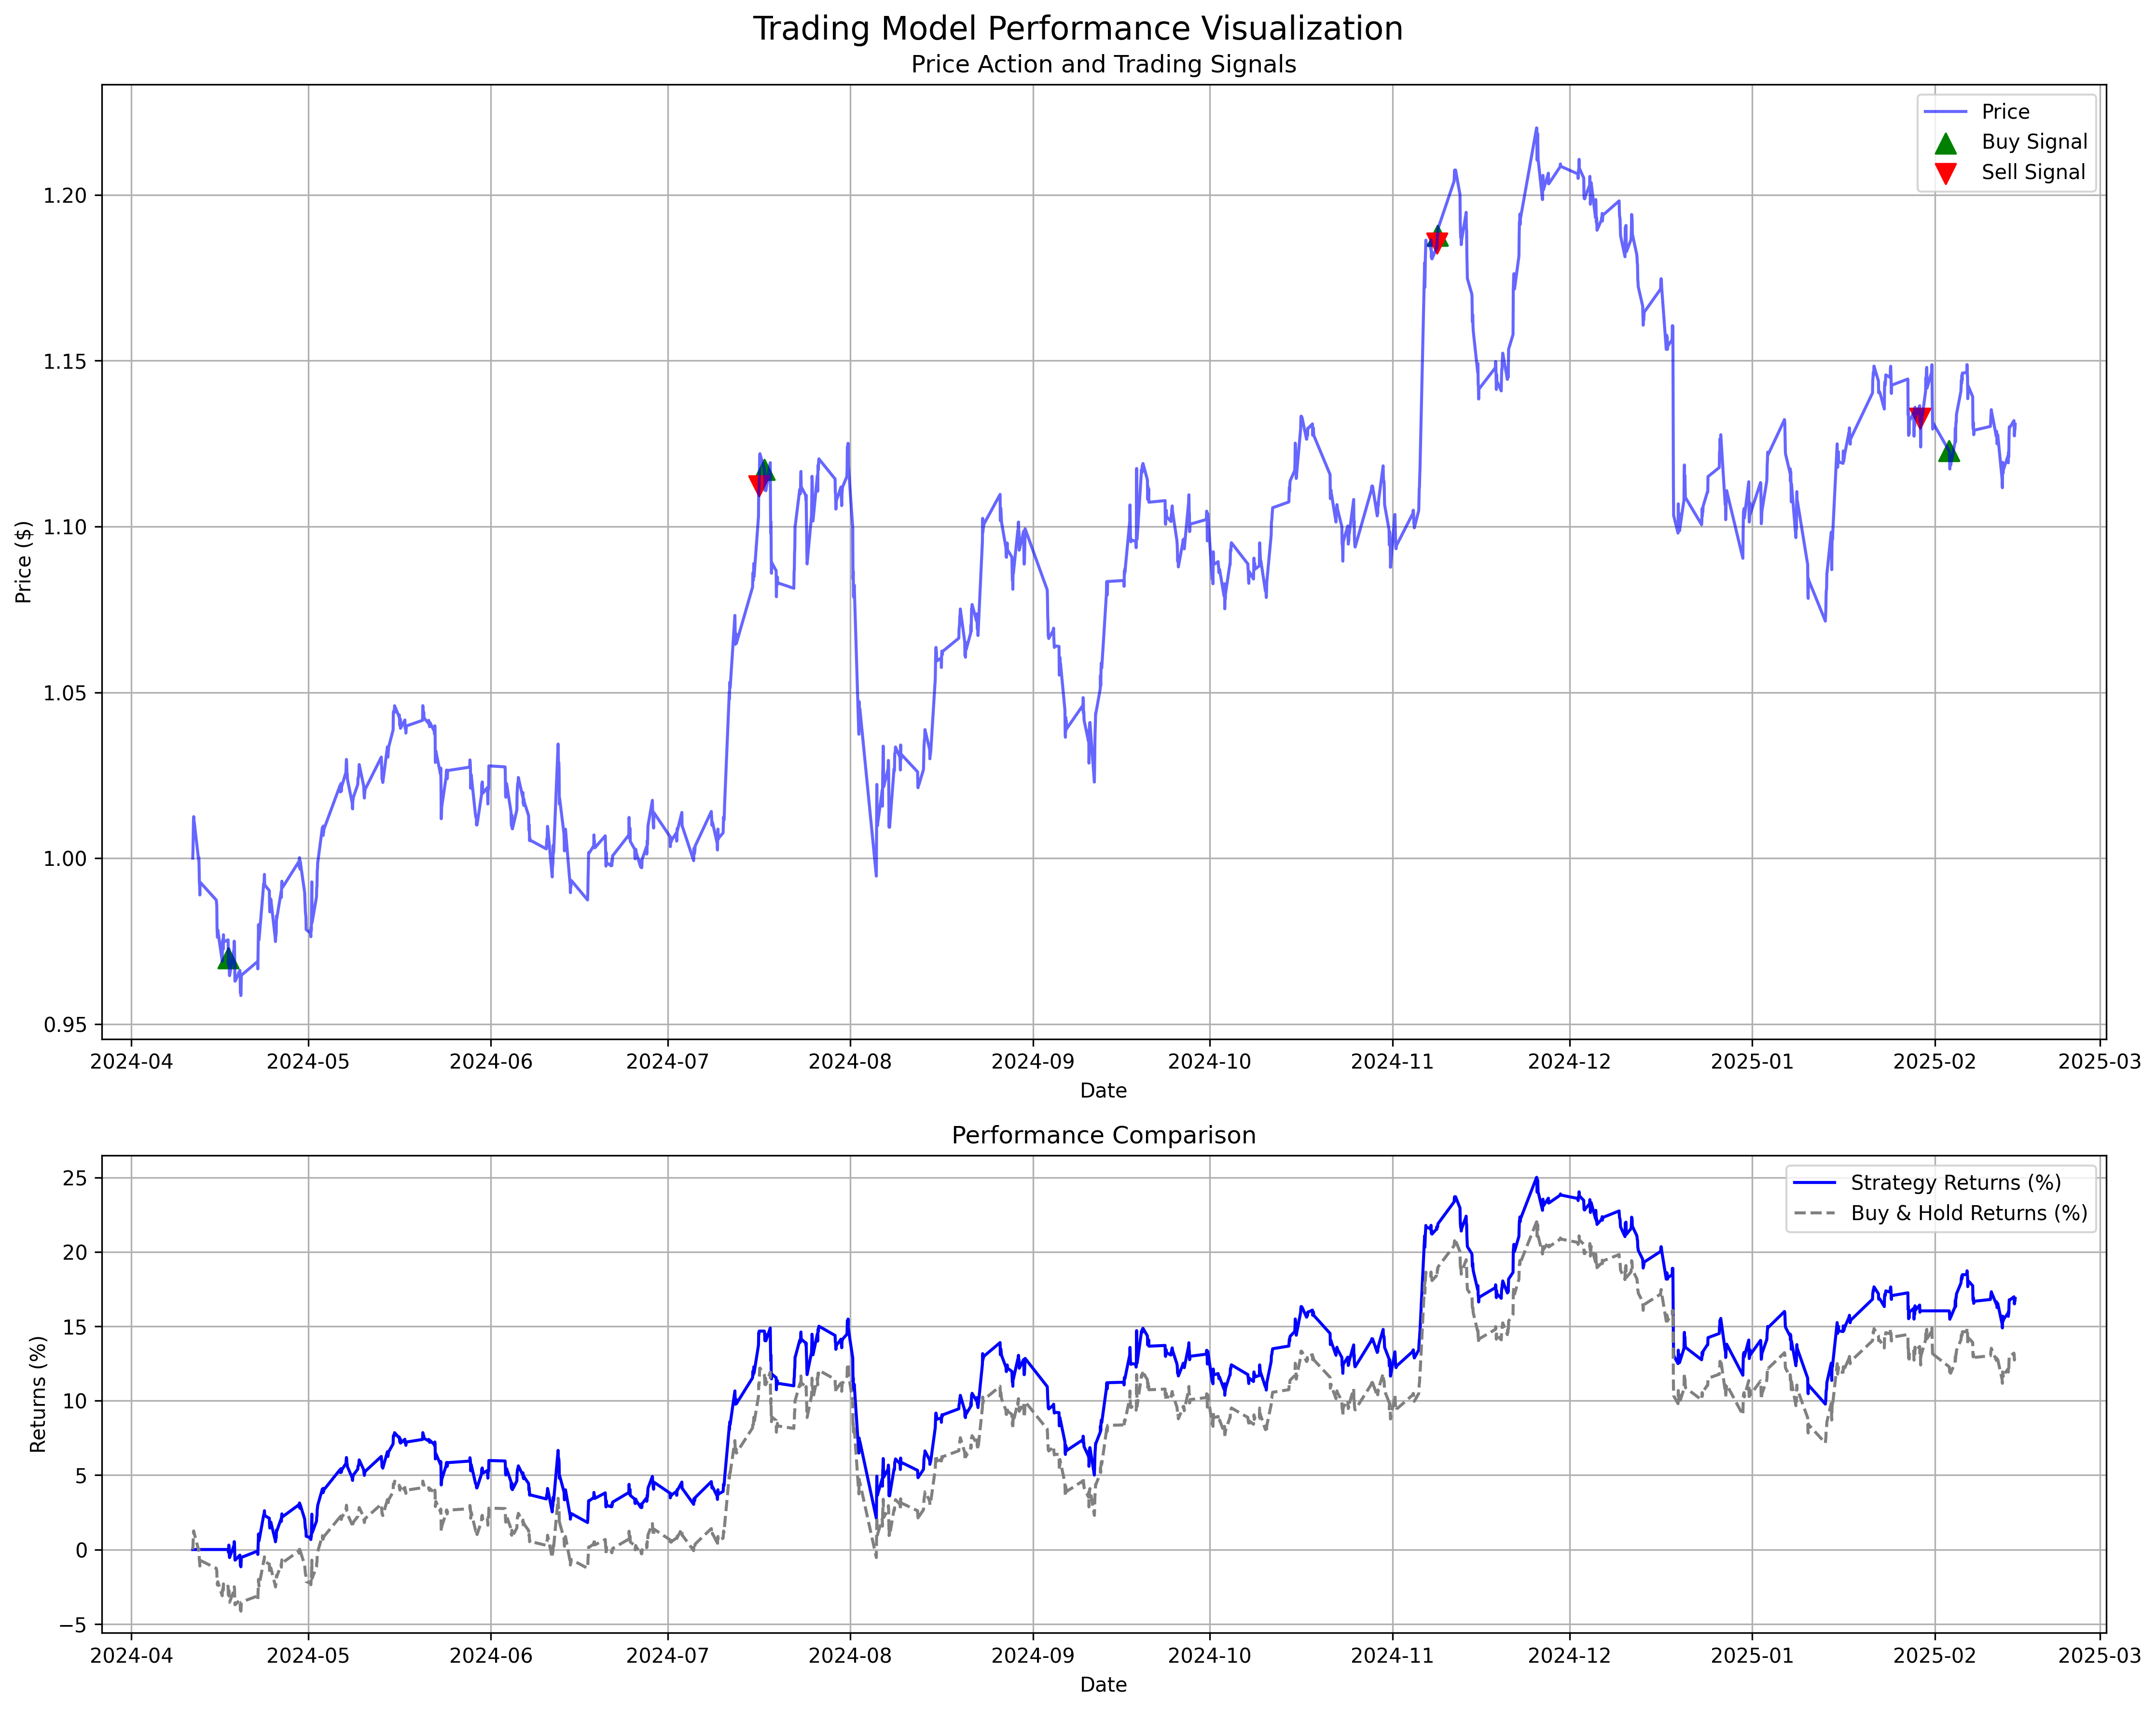 Trading Model Performance Visualization
Price Action and Trading Signals
Price
Buy Signal
Sell Signal
Price ($)
1.20
1.15
1.10
1.05
1.00
0.95
2024-04 2024-05 2024-06 2024-07 2024-08 2024-09 2024-10 2024-11 2024-12 2025-01 2025-02 2025-03
Date
Performance Comparison
Strategy Returns (%)
Buy & Hold Returns (%)
Returns (%)
25
20
15
10
5
0
−5
2024-04 2024-05 2024-06 2024-07 2024-08 2024-09 2024-10 2024-11 2024-12 2025-01 2025-02 2025-03
Date